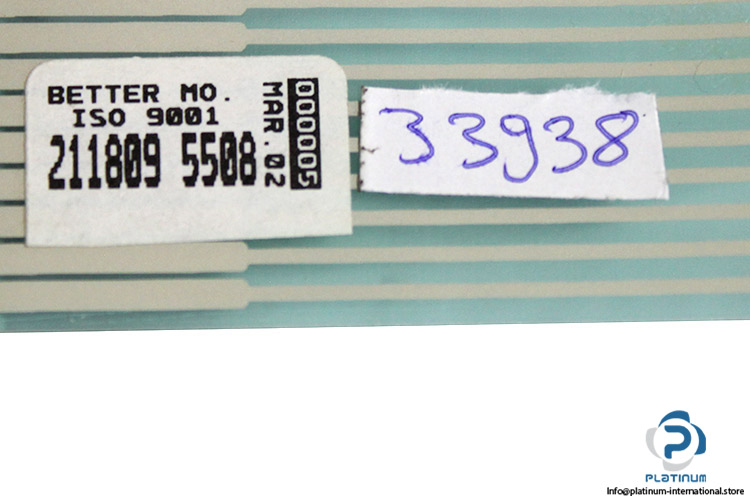 BETTER MO.
ISO 9001
211809 5508
MAR.02
000005
33938
PLATINUM
Info@platinum-international.store